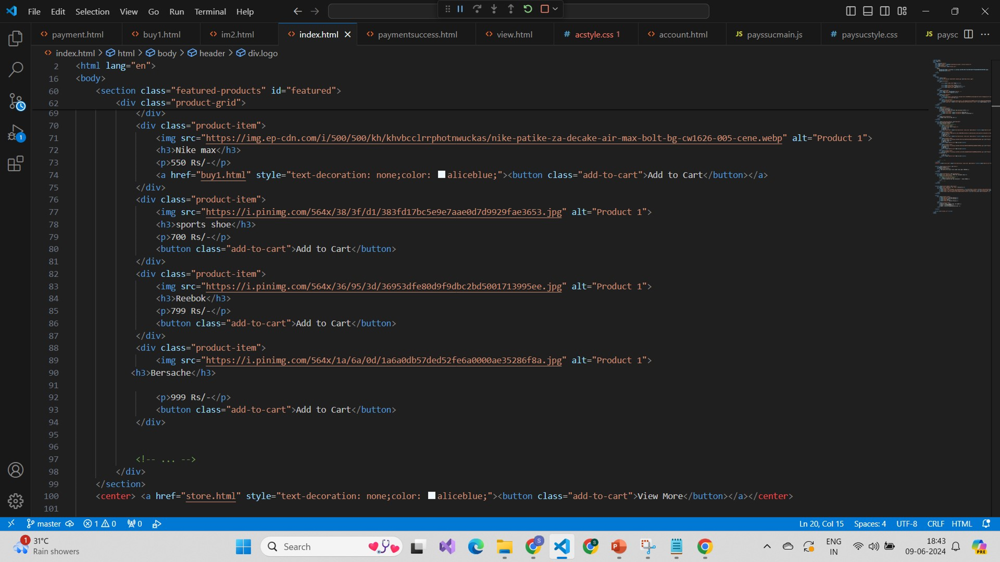 File Edit Selection View Go Run Terminal Help
payment.html buy1.html im2.html index.html paymentsuccess.html view.html # acstyle.css 1 account.html JS payssucmain.js # paysucstyle.css JS paysc
index.html > html > body > header > div.logo
2 <html lang="en">
16 <body>
60 <section class="featured-products" id="featured">
62 <div class="product-grid">
69 </div>
70 <div class="product-item">
71 <img src="https://img.ep-cdn.com/i/500/500/kh/khvbcclrrphotnwuckas/nike-patike-za-decake-air-max-bolt-bg-cw1626-005-cene.webp" alt="Product 1">
72 <h3>Nike max</h3>
73 <p>550 Rs/-</p>
74 <a href="buy1.html" style="text-decoration: none;color: aliceblue;"><button class="add-to-cart">Add to Cart</button></a>
75 </div>
76 <div class="product-item">
77 <img src="https://i.pinimg.com/564x/38/3f/d1/383fd17bc5e9e7aae0d7d9929fae3653.jpg" alt="Product 1">
78 <h3>sports shoe</h3>
79 <p>700 Rs/-</p>
80 <button class="add-to-cart">Add to Cart</button>
81 </div>
82 <div class="product-item">
83 <img src="https://i.pinimg.com/564x/36/95/3d/36953dfe80d9f9dbc2bd5001713995ee.jpg" alt="Product 1">
84 <h3>Reebok</h3>
85 <p>799 Rs/-</p>
86 <button class="add-to-cart">Add to Cart</button>
87 </div>
88 <div class="product-item">
89 <img src="https://i.pinimg.com/564x/1a/6a/0d/1a6a0db57ded52fe6a0000ae35286f8a.jpg" alt="Product 1">
90 <h3>Bersache</h3>
91
92 <p>999 Rs/-</p>
93 <button class="add-to-cart">Add to Cart</button>
94 </div>
95
96
97 <!-- ... -->
98 </div>
99 </section>
100 <center> <a href="store.html" style="text-decoration: none;color: aliceblue;"><button class="add-to-cart">View More</button></a></center>
101
1
master 1 0 0 Ln 20, Col 15 Spaces: 4 UTF-8 CRLF HTML
1 31°C
Rain showers
Search
S
S
P
ENG
IN
18:43
09-06-2024
PRE